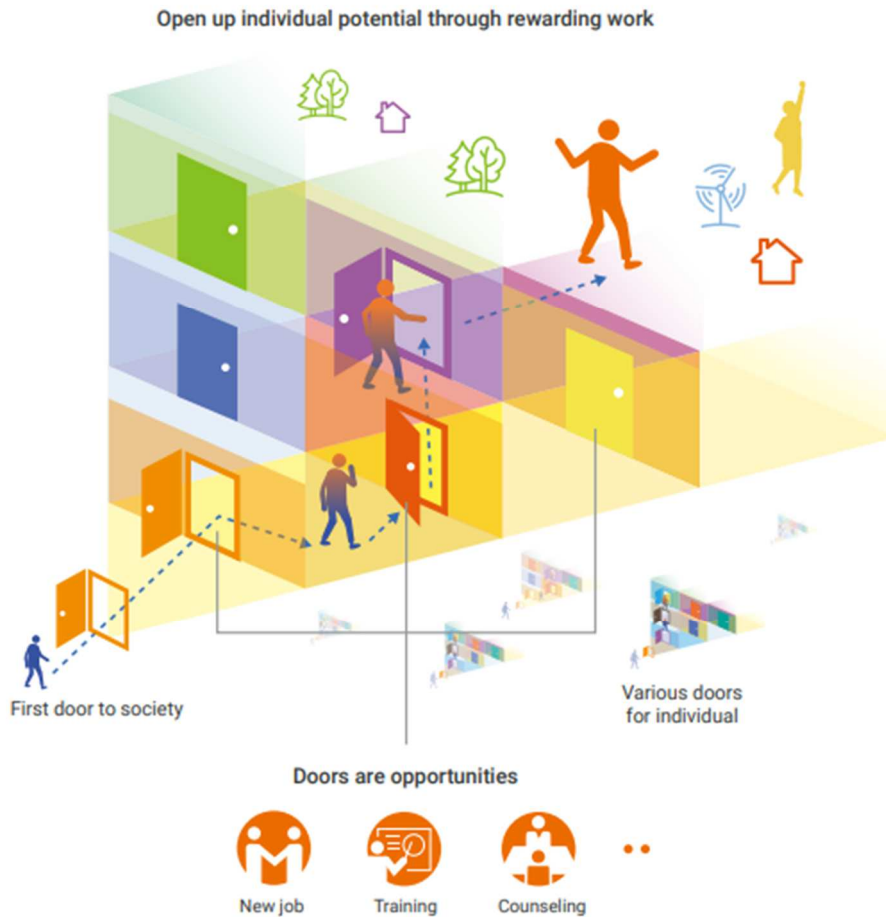 Open up individual potential through rewarding work
First door to society
Various doors
for individual
Doors are opportunities
New job
Training
Counseling